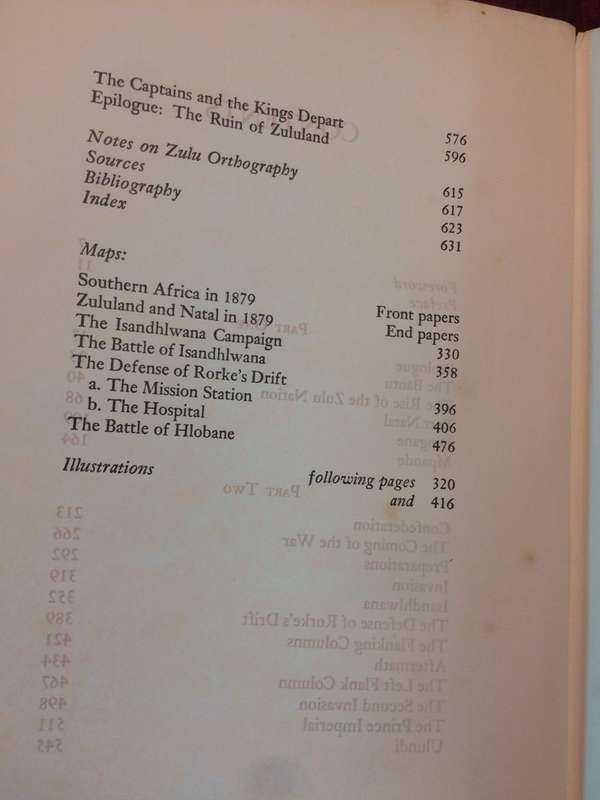 The Captains and the Kings Depart 576
Epilogue: The Ruin of Zululand 596
Notes on Zulu Orthography 615
Sources 617
Bibliography 623
Index 631
Maps:
Southern Africa in 1879 Front papers
Zululand and Natal in 1879 End papers
The Isandhlwana Campaign 330
The Battle of Isandhlwana 358
The Defense of Rorke's Drift
a. The Mission Station 396
b. The Hospital 406
The Battle of Hlobane 476
Illustrations following pages 320
and 416